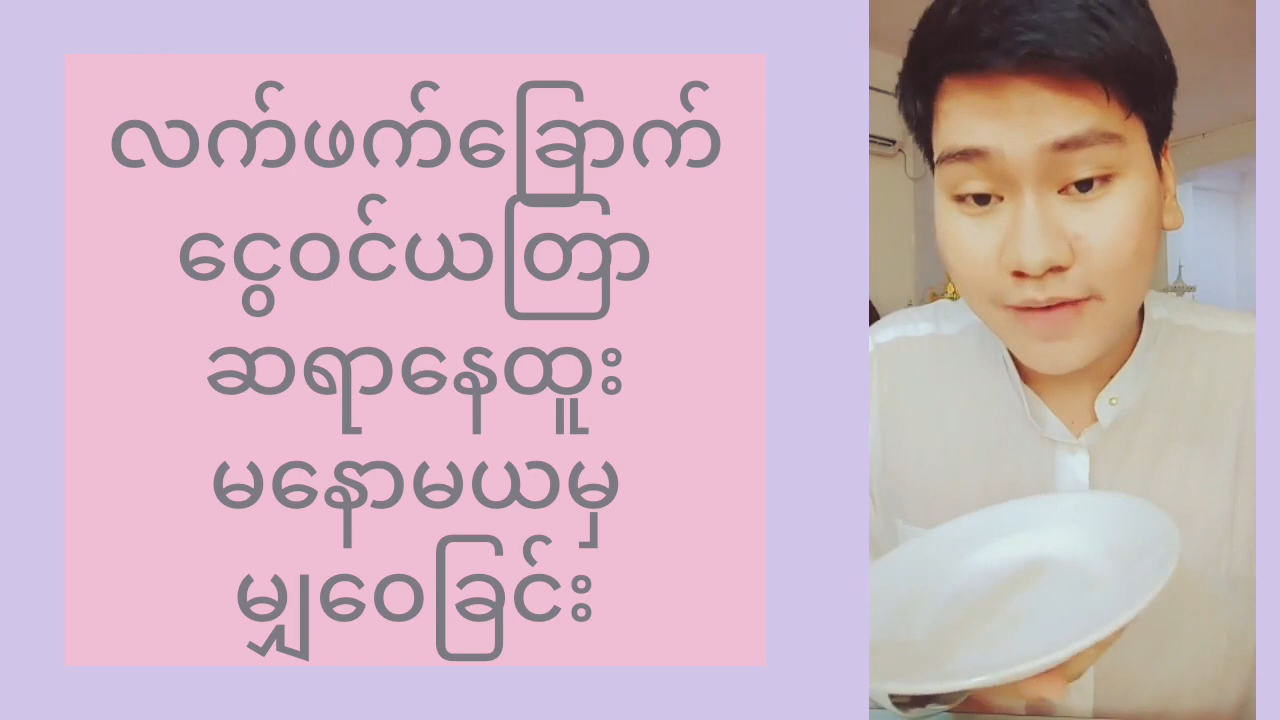 လက်ဖက်ခြောက်
ငွေဝင်ယတြာ
ဆရာနေထူး
မနောမယမှ
မျှဝေခြင်း